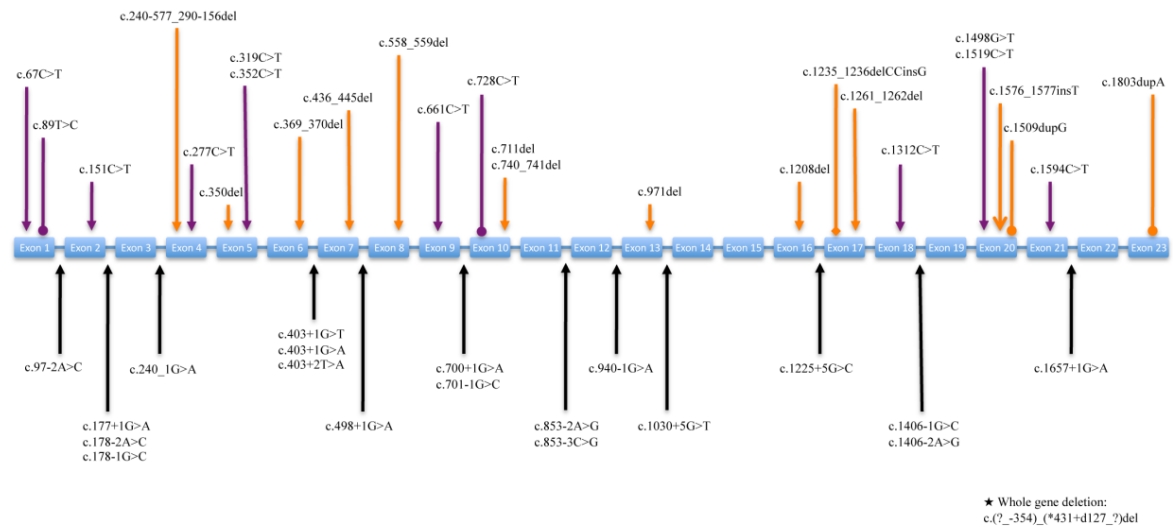 c.240-577_290-156del
c.67C>T
c.89T>C
c.151C>T
c.277C>T
c.319C>T
c.352C>T
c.350del
c.369_370del
c.436_445del
c.558_559del
c.661C>T
c.728C>T
c.711del
c.740_741del
c.971del
c.1208del
c.1235_1236delCCinsG
c.1261_1262del
c.1312C>T
c.1498G>T
c.1519C>T
c.1576_1577insT
c.1509dupG
c.1594C>T
c.1803dupA
Exon 1 Exon 2 Exon 3 Exon 4 Exon 5 Exon 6 Exon 7 Exon 8 Exon 9 Exon 10 Exon 11 Exon 12 Exon 13 Exon 14 Exon 15 Exon 16 Exon 17 Exon 18 Exon 19 Exon 20 Exon 21 Exon 22 Exon 23
c.97-2A>C
c.177+1G>A
c.178-2A>C
c.178-1G>C
c.240_1G>A
c.403+1G>T
c.403+1G>A
c.403+2T>A
c.498+1G>A
c.700+1G>A
c.701-1G>C
c.853-2A>G
c.853-3C>G
c.940-1G>A
c.1030+5G>T
c.1225+5G>C
c.1406-1G>C
c.1406-2A>G
c.1657+1G>A
★ Whole gene deletion:
c.(?_-354)_(*431+d127_?)del